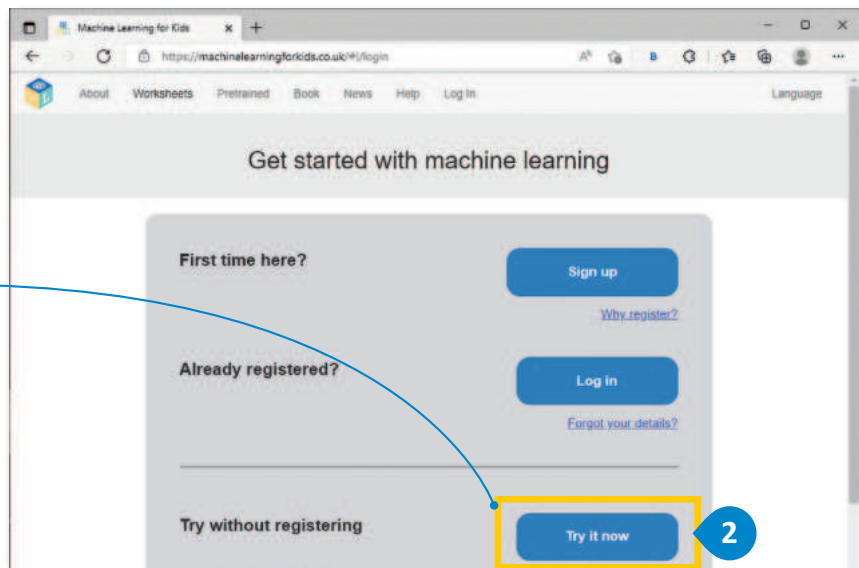 Machine Learning for Kids
https://machinelearningforkids.co.uk/#!/login
About Worksheets Pretrained Book News Help Log In Language
Get started with machine learning
First time here?
Sign up
Why register?
Already registered?
Log in
Forgot your details?
Try without registering
Try it now
2